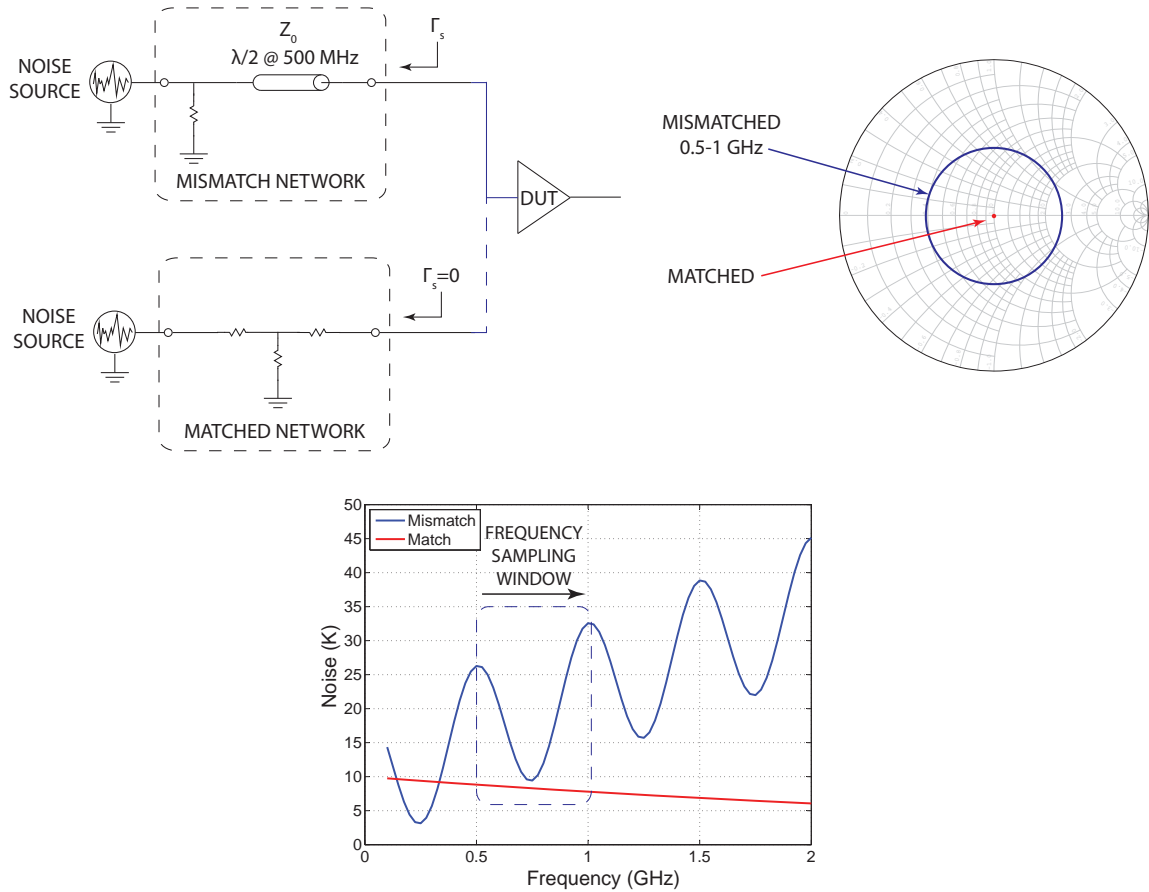 Z₀
λ/2 @ 500 MHz
Γₛ
NOISE
SOURCE
MISMATCH NETWORK
DUT
Γₛ=0
NOISE
SOURCE
MATCHED NETWORK
MISMATCHED
0.5-1 GHz
MATCHED
Mismatch
Match
FREQUENCY
SAMPLING
WINDOW
Noise (K)
50
45
40
35
30
25
20
15
10
5
0
0
0.5
1
1.5
2
Frequency (GHz)